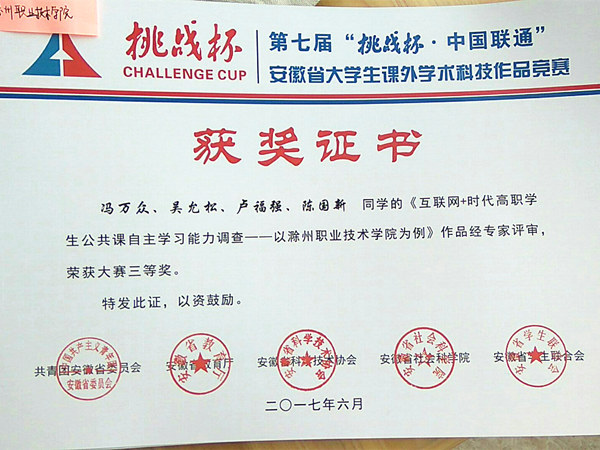 州职业技术学院
挑战杯
CHALLENGE CUP
第七届“挑战杯·中国联通”
安徽省大学生课外学术科技作品竞赛
获奖证书
冯万众、吴允松、卢福强、陈国新 同学的《互联网+时代高职学
生公共课自主学习能力调查——以滁州职业技术学院为例》作品经专家评审,
荣获大赛三等奖。
特发此证，以资鼓励。
共青团安徽省委员会 安徽省教育厅 安徽省科学技术协会 安徽省社会科学院 安徽省学生联合会
二〇一七年六月